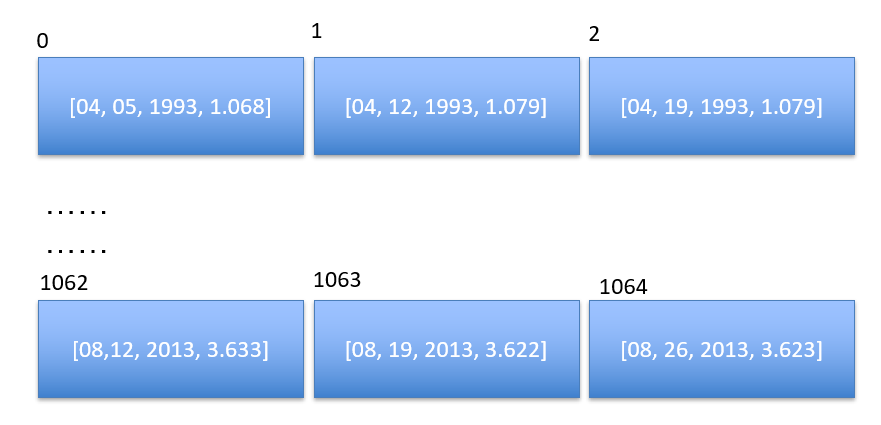 0 1 2
[04, 05, 1993, 1.068] [04, 12, 1993, 1.079] [04, 19, 1993, 1.079]
......
......
1062 1063 1064
[08,12, 2013, 3.633] [08, 19, 2013, 3.622] [08, 26, 2013, 3.623]